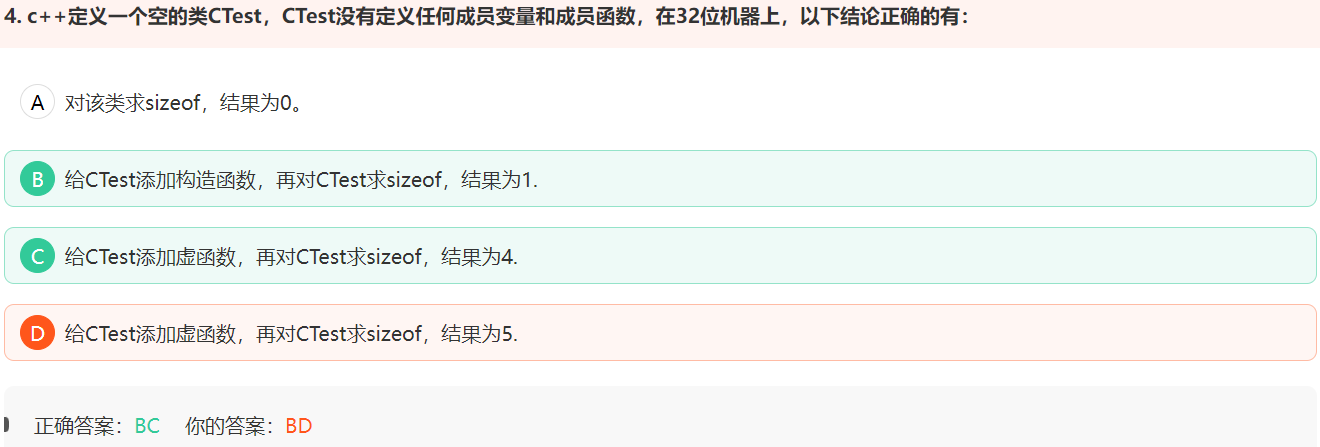 4. c++定义一个空的类CTest，CTest没有定义任何成员变量和成员函数，在32位机器上，以下结论正确的有：
A 对该类求sizeof，结果为0。
B 给CTest添加构造函数，再对CTest求sizeof，结果为1.
C 给CTest添加虚函数，再对CTest求sizeof，结果为4.
D 给CTest添加虚函数，再对CTest求sizeof，结果为5.
正确答案：BC 你的答案：BD